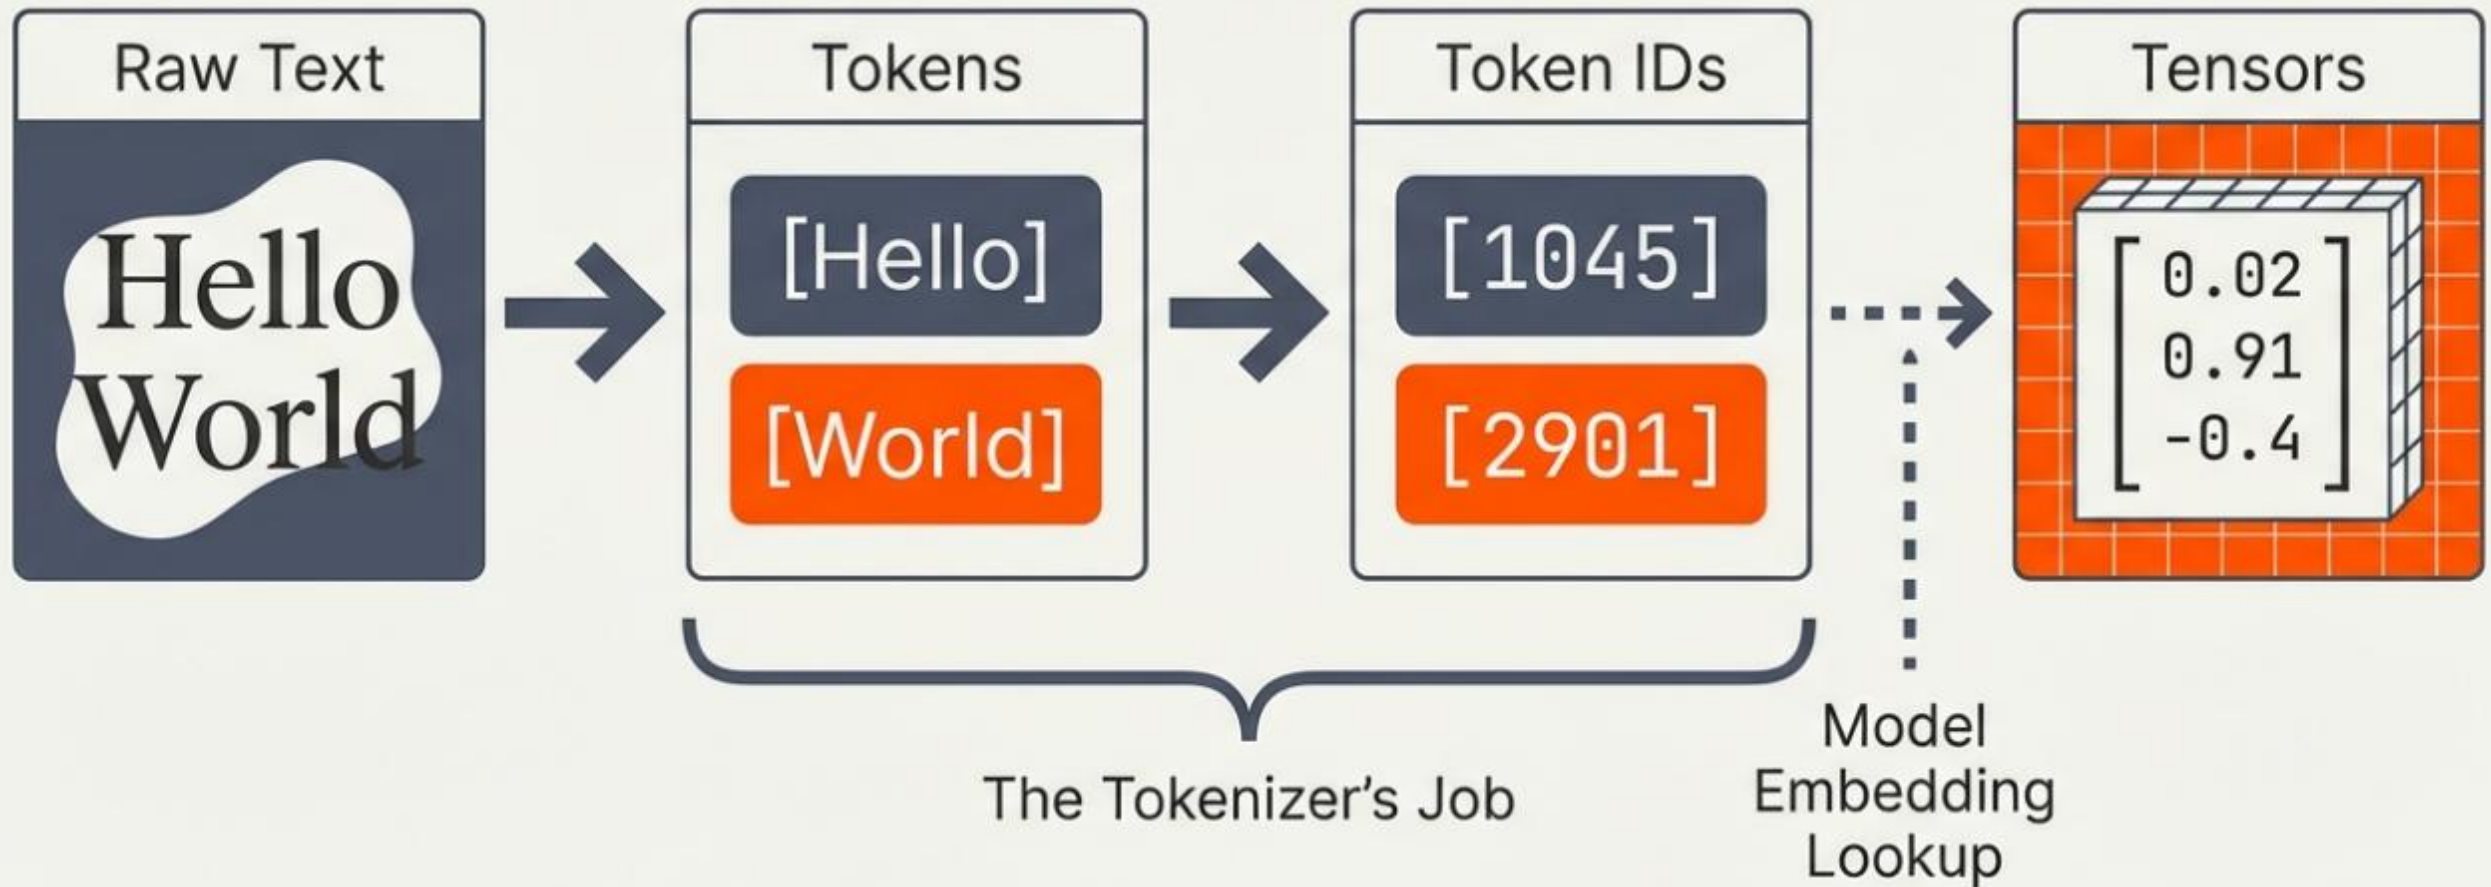 Raw Text
Hello
World
Tokens
[Hello]
[World]
Token IDs
[1045]
[2901]
Tensors
0.02
0.91
-0.4
The Tokenizer’s Job
Model
Embedding
Lookup